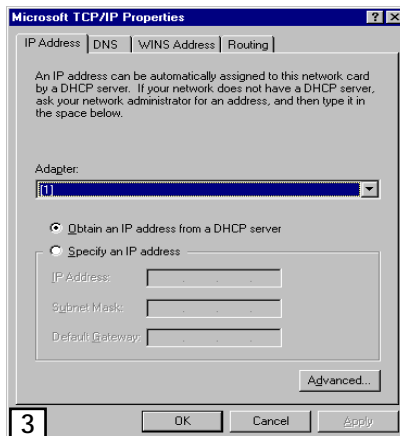 Microsoft TCP/IP Properties
IP Address DNS WINS Address Routing
An IP address can be automatically assigned to this network card
by a DHCP server. If your network does not have a DHCP server,
ask your network administrator for an address, and then type it in
the space below.
Adapter:
[1]
Obtain an IP address from a DHCP server
Specify an IP address
IP Address:
Subnet Mask:
Default Gateway:
Advanced...
3
OK Cancel Apply